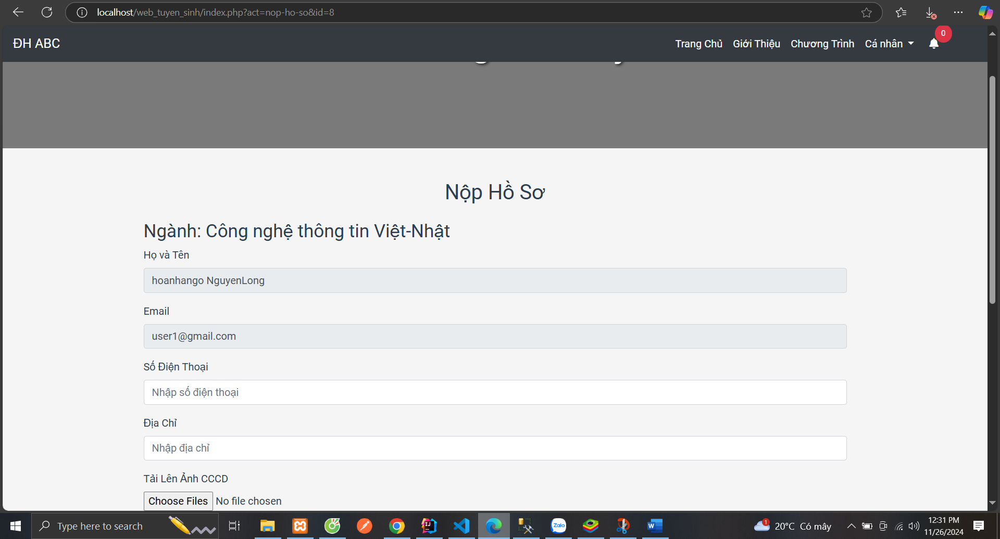 localhost/web_tuyen_sinh/index.php?act=nop-ho-so&id=8
ĐH ABC
Trang Chủ Giới Thiệu Chương Trình Cá nhân 0
Nộp Hồ Sơ
Ngành: Công nghệ thông tin Việt-Nhật
Họ và Tên
hoanhango NguyenLong
Email
user1@gmail.com
Số Điện Thoại
Nhập số điện thoại
Địa Chỉ
Nhập địa chỉ
Tải Lên Ảnh CCCD
Choose Files No file chosen
Type here to search
IJ
Zalo
W
1
20°C Có mây
12:31 PM
11/26/2024